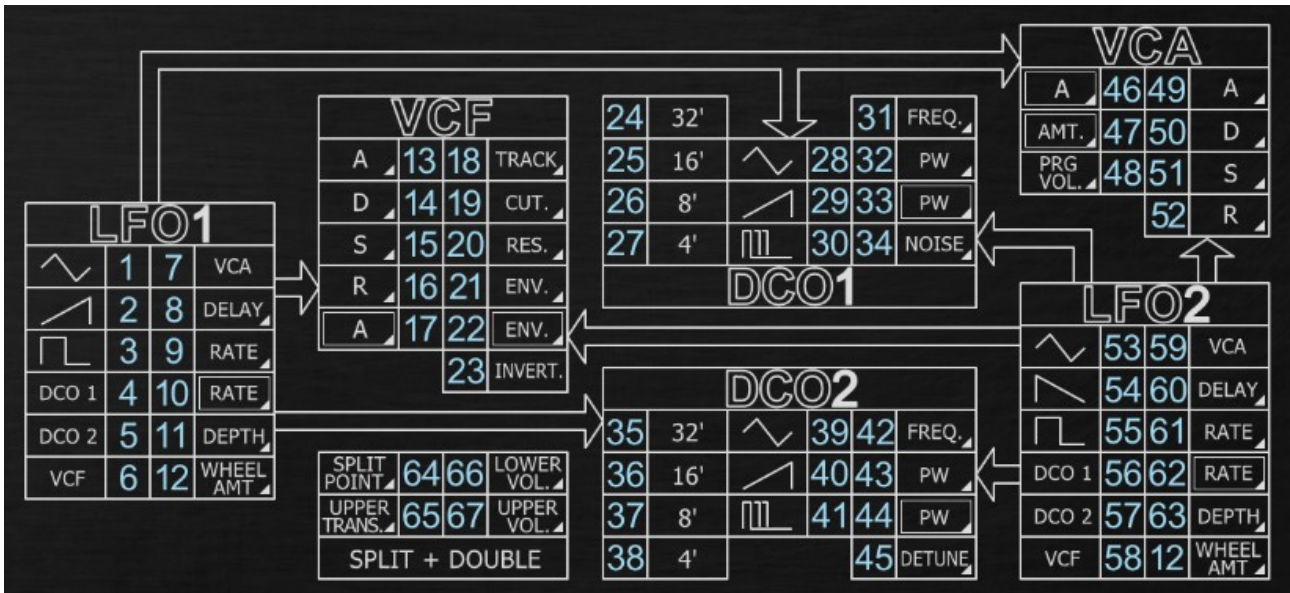 VCA
A 46 49 A
AMT. 47 50 D
PRG VOL. 48 51 S
52 R
VCF
A 13 18 TRACK
D 14 19 CUT.
S 15 20 RES.
R 16 21 ENV.
A 17 22 ENV.
23 INVERT.
24 32' 31 FREQ.
25 16' 28 32 PW
26 8' 29 33 PW
27 4' 30 34 NOISE
DCO1
LFO1
1 7 VCA
2 8 DELAY
3 9 RATE
DCO 1 4 10 RATE
DCO 2 5 11 DEPTH
VCF 6 12 WHEEL AMT
LFO2
53 59 VCA
54 60 DELAY
55 61 RATE
DCO 1 56 62 RATE
DCO 2 57 63 DEPTH
VCF 58 12 WHEEL AMT
DCO2
35 32' 39 42 FREQ.
36 16' 40 43 PW
37 8' 41 44 PW
38 4' 45 DETUNE
SPLIT POINT 64 66 LOWER VOL.
UPPER TRANS. 65 67 UPPER VOL.
SPLIT + DOUBLE